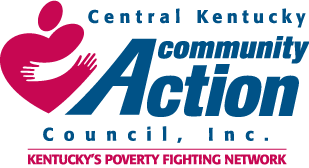 Central Kentucky
community
Action
Council, Inc.
KENTUCKY'S POVERTY FIGHTING NETWORK